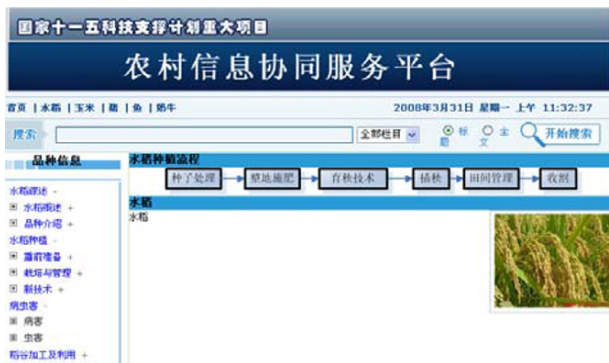 国家十一五科技支撑计划重大项目
农村信息协同服务平台
首页 | 水稻 | 玉米 | 猪 | 鱼 | 奶牛
2008年3月31日 星期一 上午 11:32:37
搜索 全部栏目 标题 全文 开始搜索
品种信息
水稻种植流程
种子处理 整地施肥 育秧技术 插秧 田间管理 收割
水稻
水稻
水稻概述 -
水稻概述 +
品种介绍 +
水稻种植 -
播前准备 +
栽培与管理 +
新技术 +
病虫害 -
病害
虫害
稻谷加工及利用 +